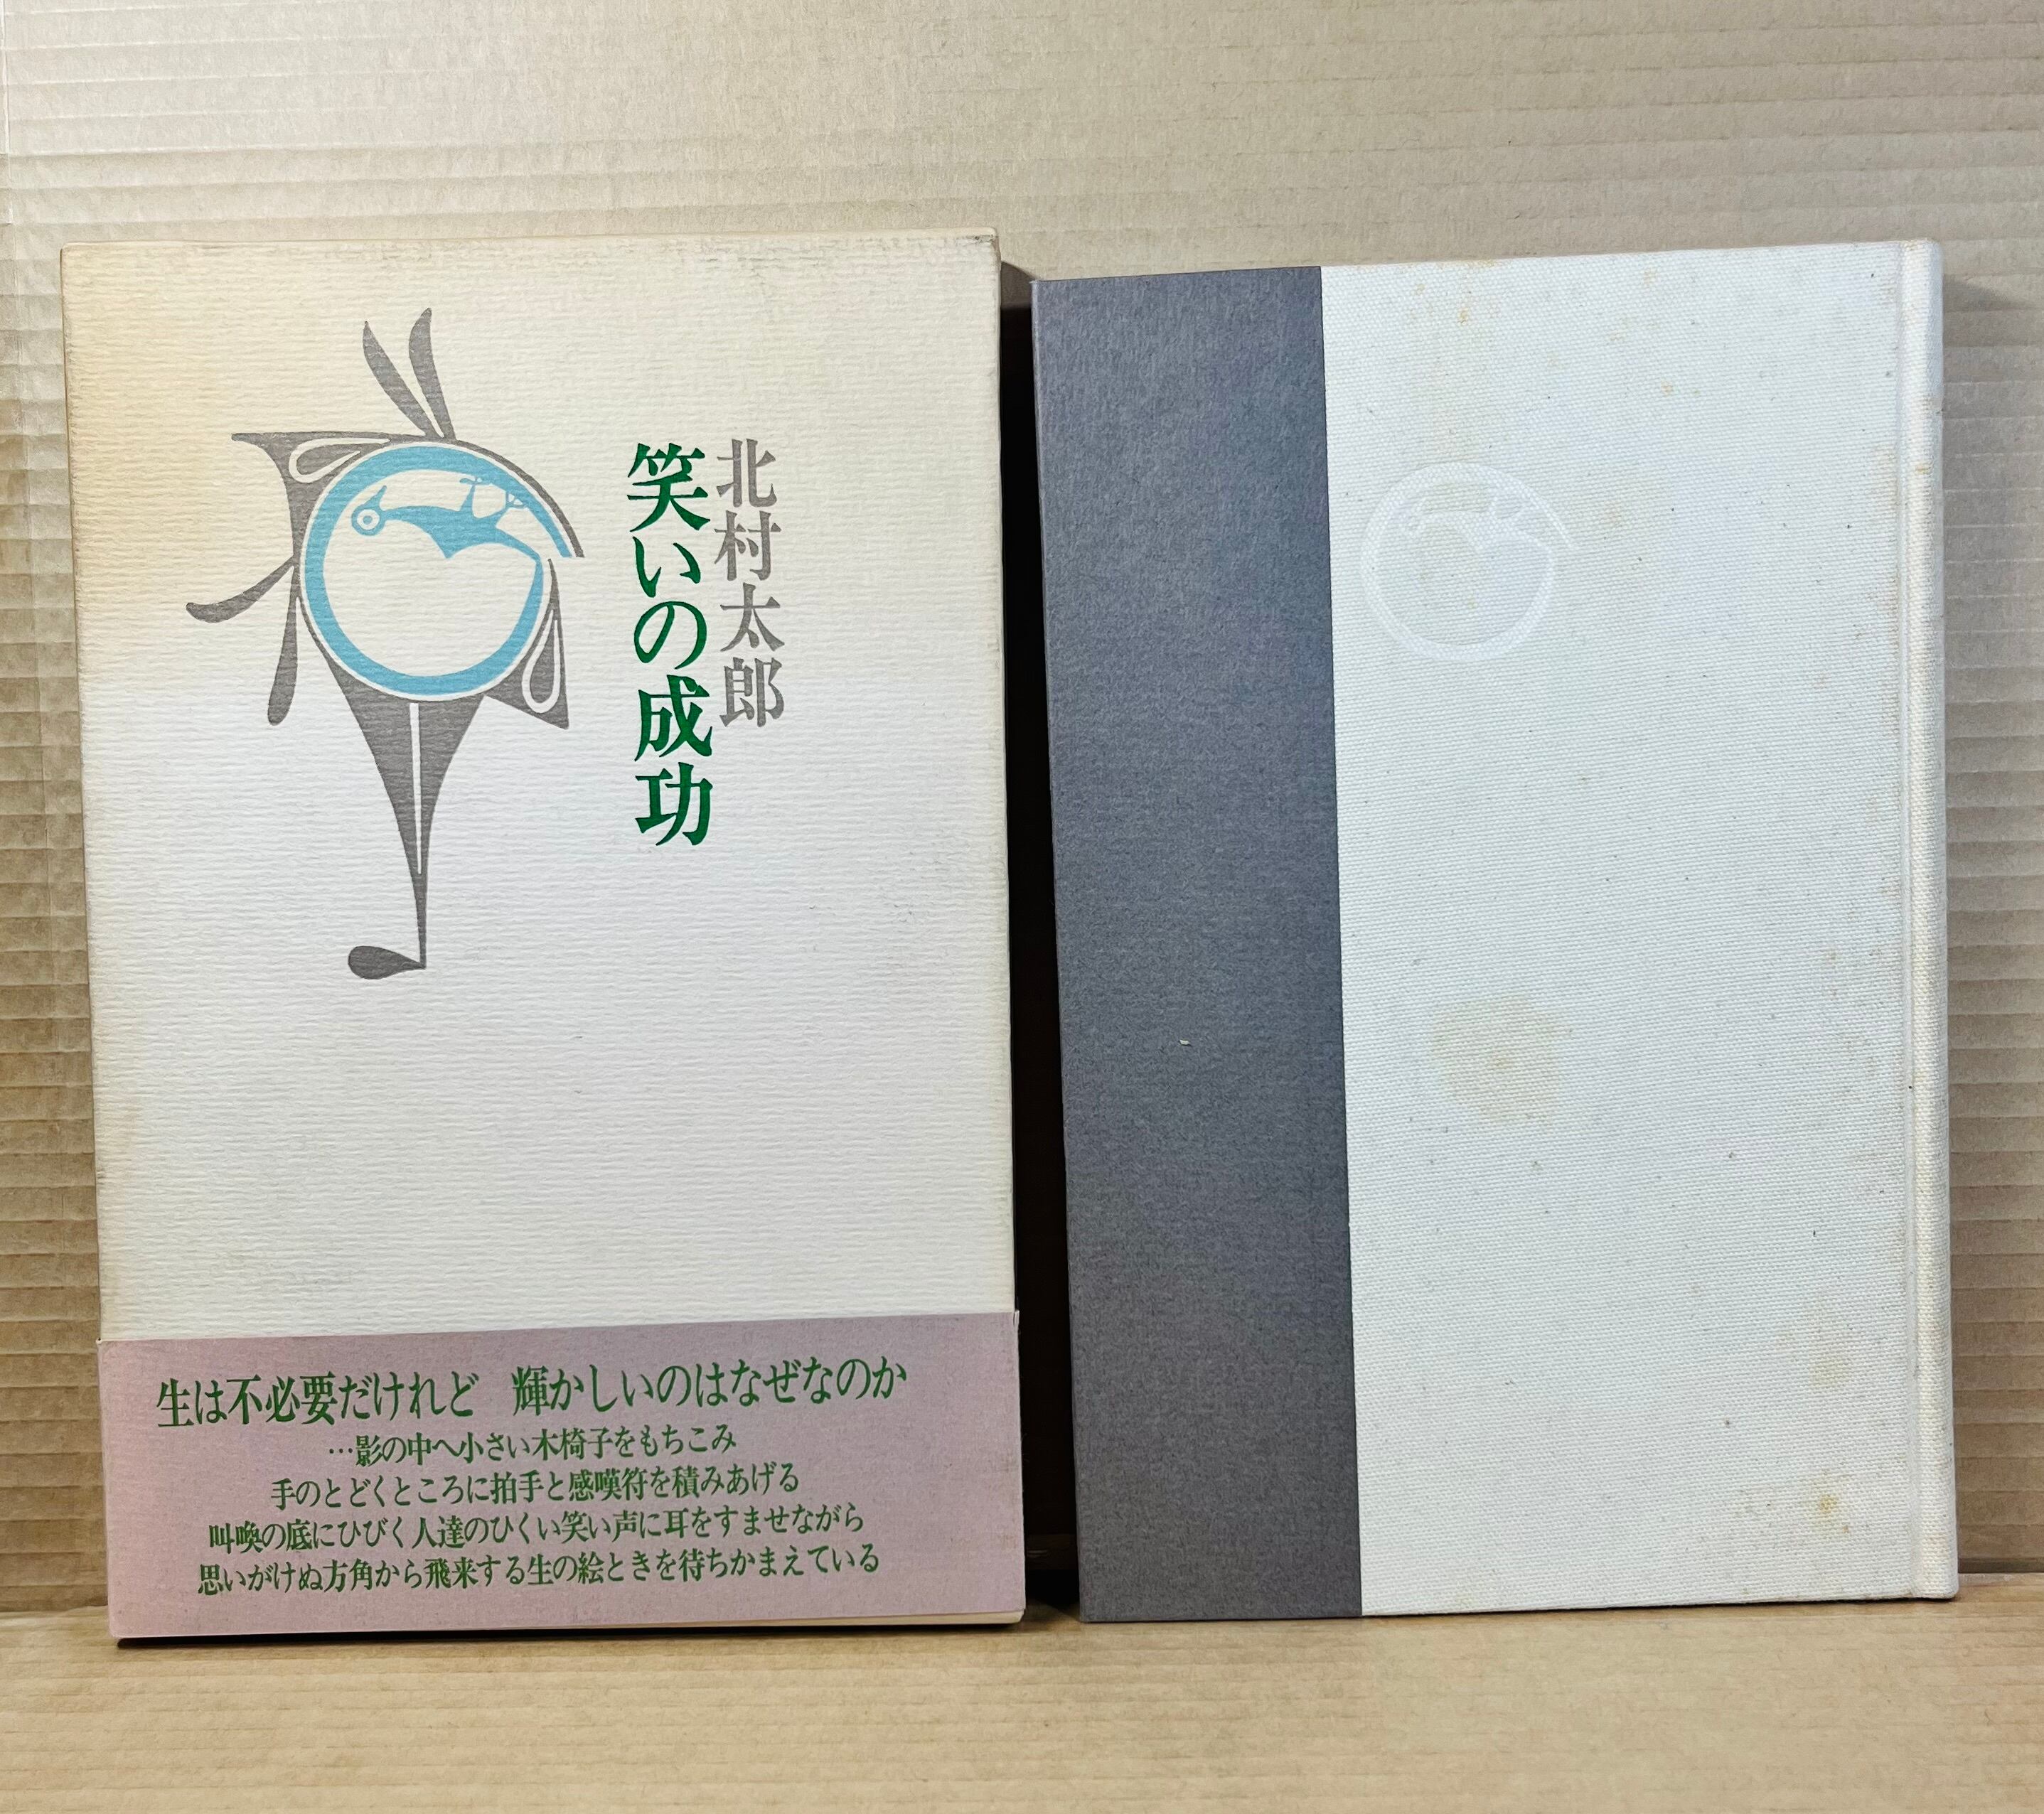 北村太郎
笑いの成功
生は不必要だけれど　輝かしいのはなぜなのか
…影の中へ小さい木椅子をもちこみ
手のとどくところに拍手と感嘆符を積みあげる
叫喚の底にひびく人達のひくい笑い声に耳をすませながら
思いがけぬ方角から飛来する生の絵ときを待ちかまえている